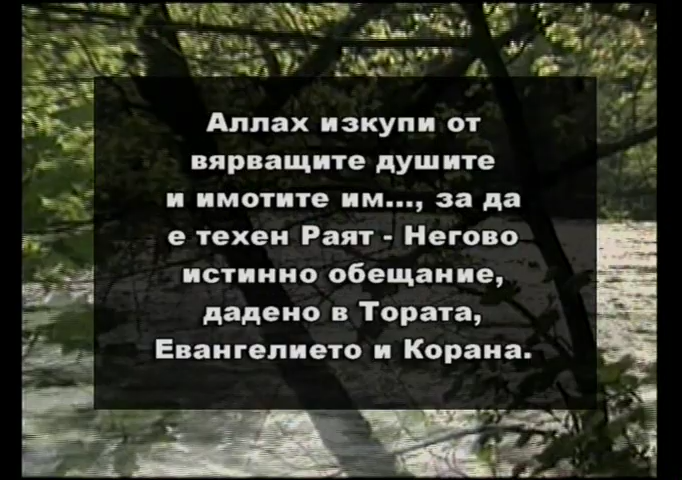 Аллах изкупи от
вярващите душите
и имотите им..., за да
е техен Раят - Негово
истинно обещание,
дадено в Тората,
Евангелието и Корана.